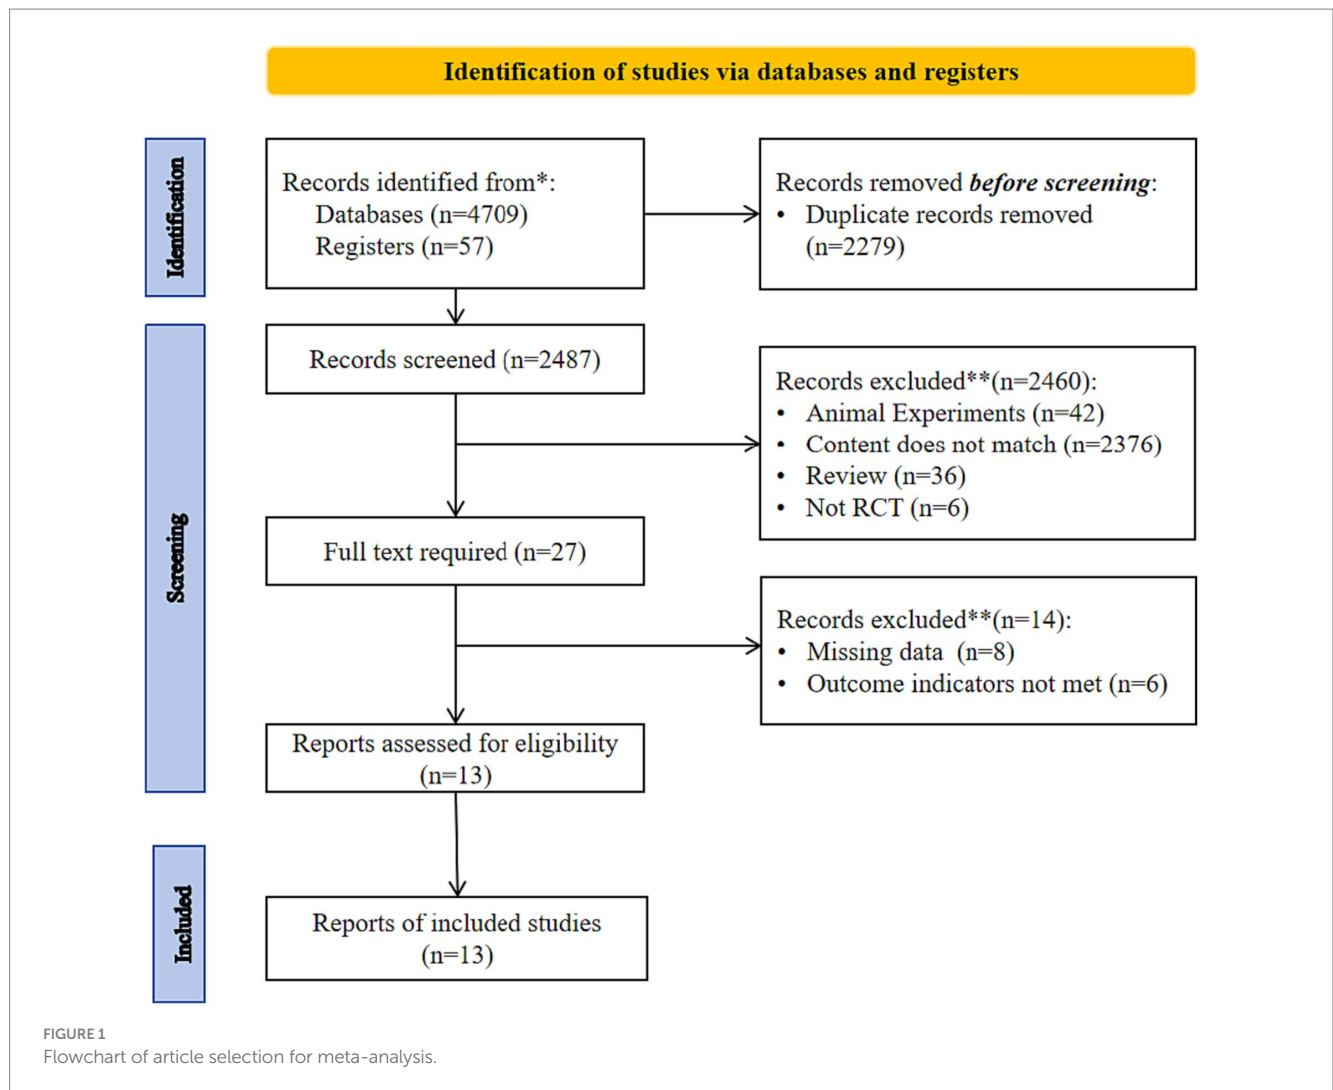 Identification of studies via databases and registers
Identification
Records identified from*:
Databases (n=4709)
Registers (n=57)
Records removed before screening:
• Duplicate records removed
(n=2279)
Screening
Records screened (n=2487)
Records excluded**(n=2460):
• Animal Experiments (n=42)
• Content does not match (n=2376)
• Review (n=36)
• Not RCT (n=6)
Full text required (n=27)
Records excluded**(n=14):
• Missing data (n=8)
• Outcome indicators not met (n=6)
Reports assessed for eligibility
(n=13)
Included
Reports of included studies
(n=13)
FIGURE 1
Flowchart of article selection for meta-analysis.